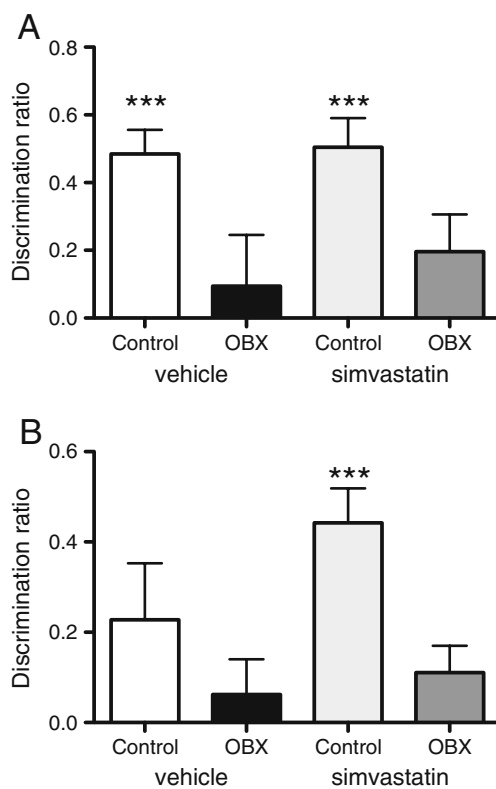 A
Discrimination ratio
0.8
0.6
0.4
0.2
0.0
*** ***
Control OBX Control OBX
vehicle simvastatin
B
Discrimination ratio
0.6
0.4
0.2
0.0
***
Control OBX Control OBX
vehicle simvastatin